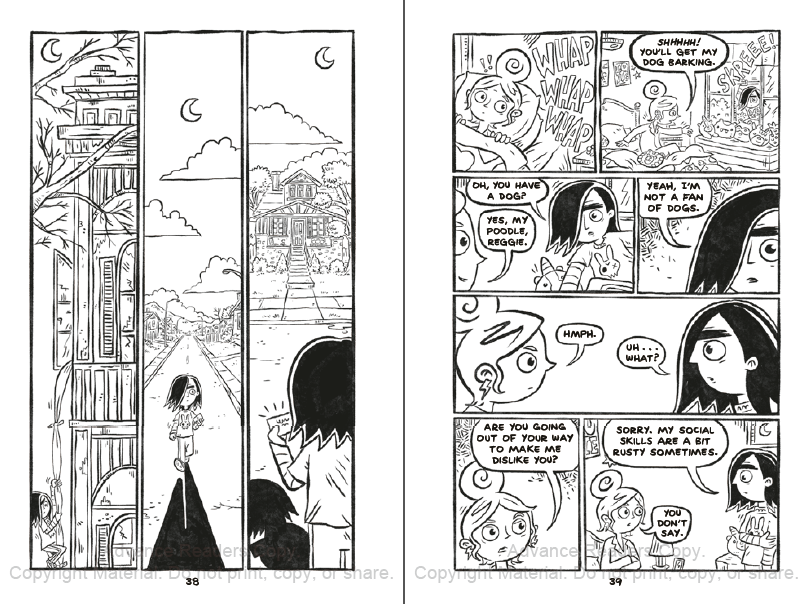 Advance Readers Copy.
Copyright Material. Do not print, copy, or share.
38
!!
WHAP
WHAP
WHAP
SHHHHH!
YOU'LL GET MY
DOG BARKING.
SKREEEE!
OH, YOU HAVE
A DOG?
YES, MY
POODLE,
REGGIE.
YEAH, I'M
NOT A FAN
OF DOGS.
HMPH.
UH...
WHAT?
ARE YOU GOING
OUT OF YOUR WAY
TO MAKE ME
DISLIKE YOU?
SORRY. MY SOCIAL
SKILLS ARE A BIT
RUSTY SOMETIMES.
YOU
DON'T
SAY.
Advance Readers Copy.
Copyright Material. Do not print, copy, or share.
39